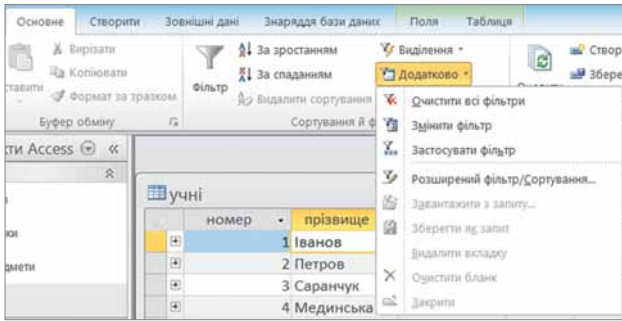 Основне Створити Зовнішні дані Знаряддя бази даних Поля Таблиця
Вирізати
Копіювати
Формат за зразком
Буфер обміну
Фільтр
За зростанням
За спаданням
Видалити сортування
Сортування й ф
Виділення
Додатково
Створ
Збере
Очистити всі фільтри
Змінити фільтр
Застосувати фільтр
Розширений фільтр/Сортування...
Завантажити з запиту...
Зберегти як запит
Видалити вкладку
Очистити бланк
Закрити
ти Access «
ки
дмети
учні
номер прізвище
1 Іванов
2 Петров
3 Саранчук
4 Мединська